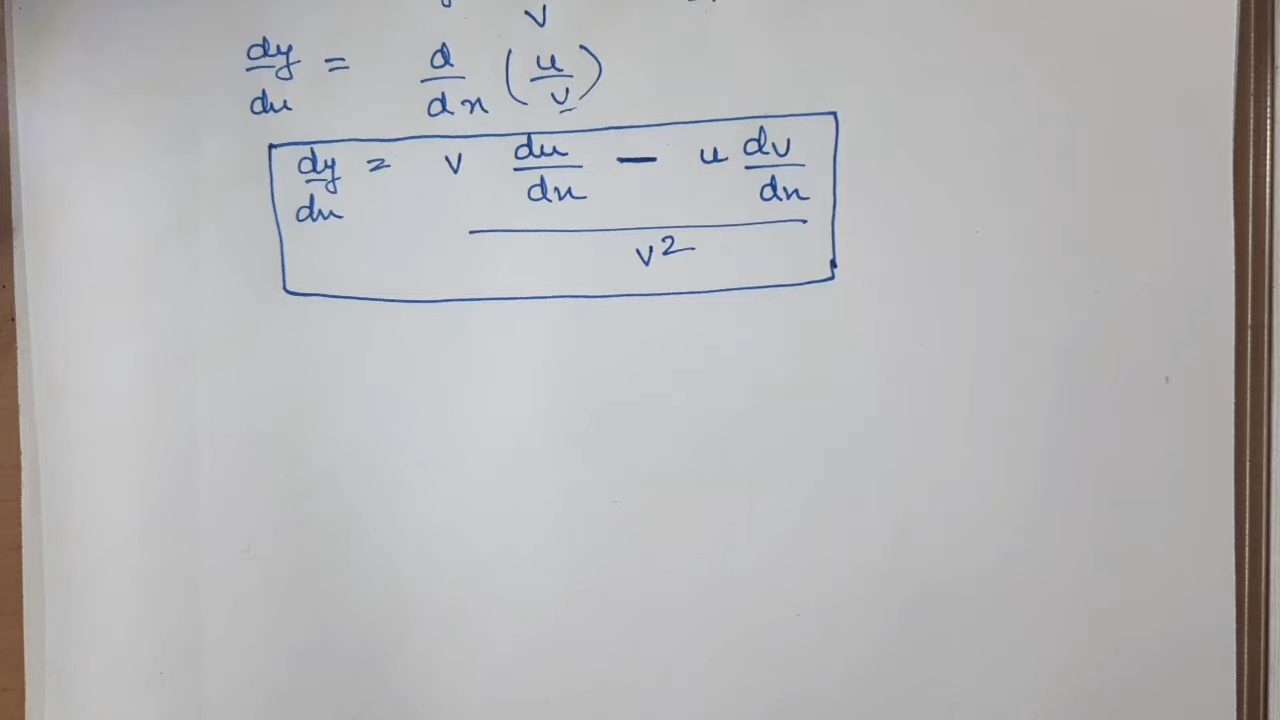 v
dy/dx = d/dx (u/v)
dy/dx = (v du/dx - u dv/dx) / v²